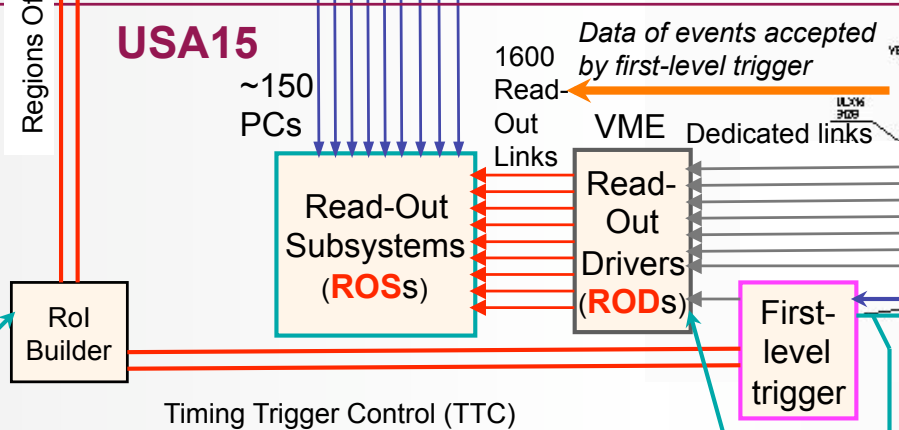 Regions Of
USA15
~150
PCs
1600
Read-
Out
Links
Data of events accepted
by first-level trigger
VME
Dedicated links
Read-Out
Subsystems
(ROSs)
Read-
Out
Drivers
(RODs)
First-
level
trigger
RoI
Builder
Timing Trigger Control (TTC)